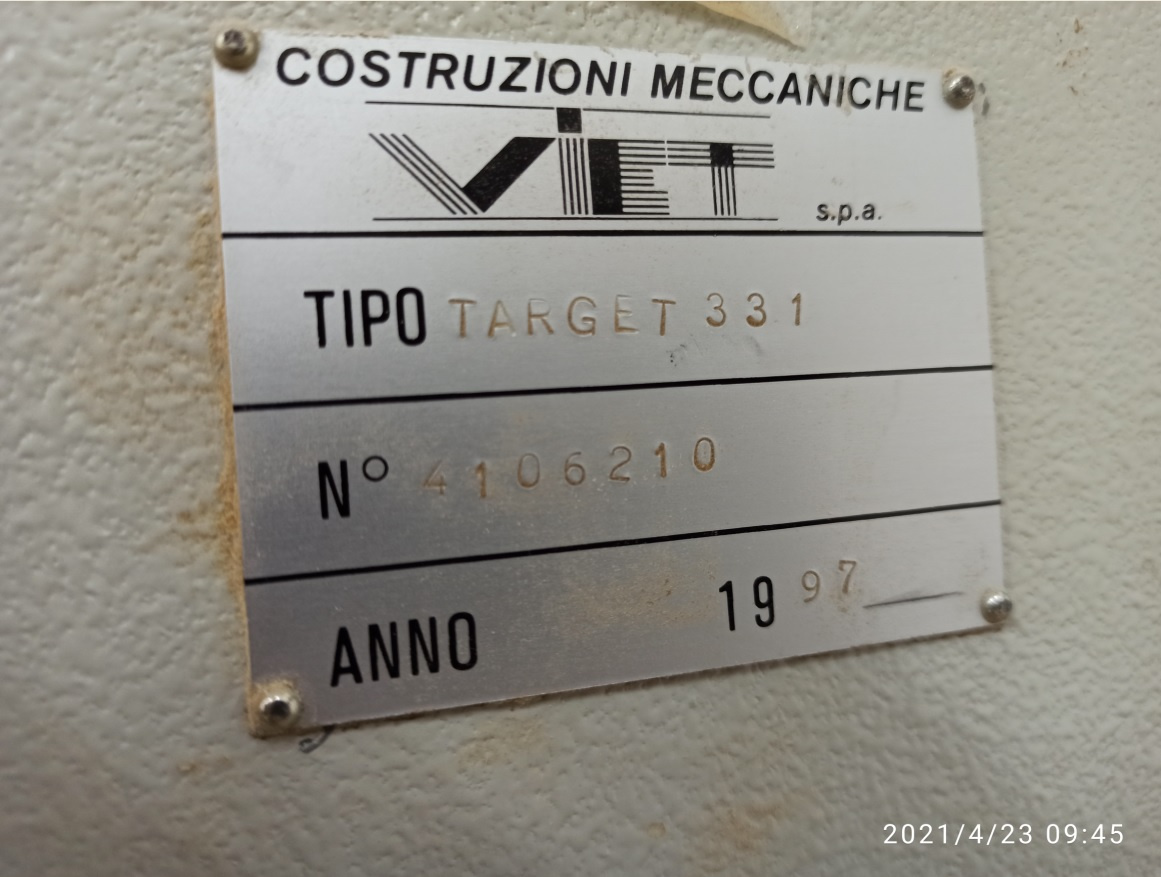 COSTRUZIONI MECCANICHE
VIET
s.p.a.
TIPO TARGET 331
N° 4106210
ANNO 1997
2021/4/23 09:45